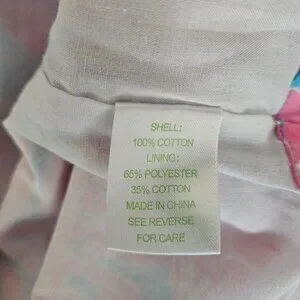 SHELL:
100% COTTON
LINING:
65% POLYESTER
35% COTTON
MADE IN CHINA
SEE REVERSE
FOR CARE